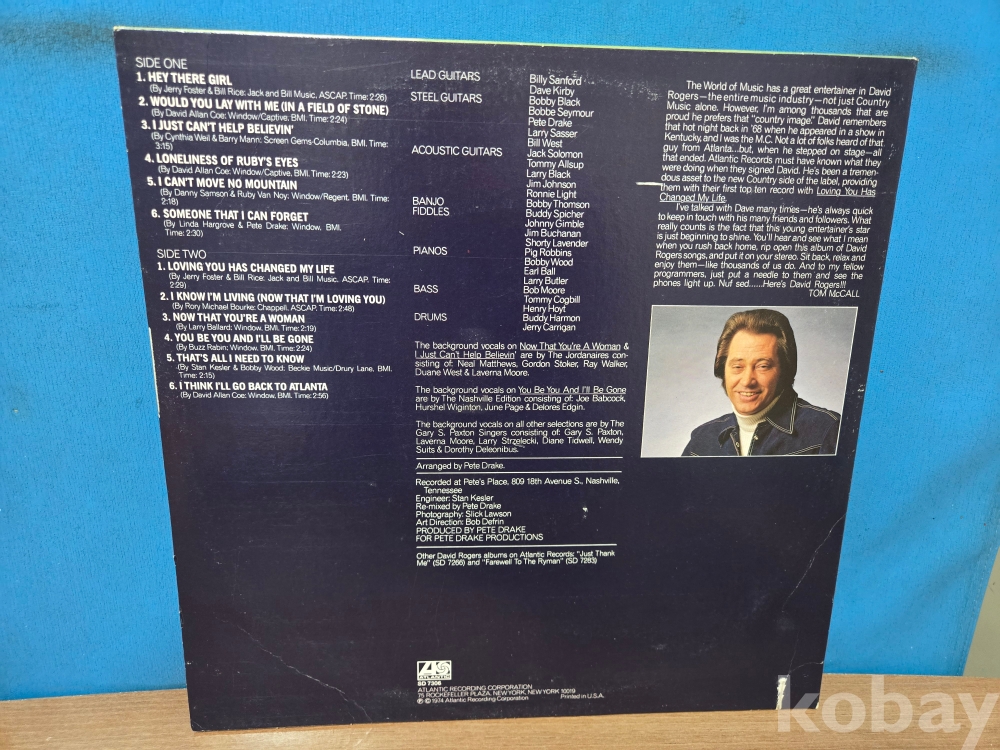 SIDE ONE
1. HEY THERE GIRL
(By Jerry Foster & Bill Rice: Jack and Bill Music. ASCAP. Time: 2:26)
2. WOULD YOU LAY WITH ME (IN A FIELD OF STONE)
(By David Allan Coe: Window/Captive. BMI. Time: 2:24)
3. I JUST CAN'T HELP BELIEVIN'
(By Cynthia Weil & Barry Mann: Screen Gems-Columbia. BMI. Time:
3:15)
4. LONELINESS OF RUBY'S EYES
(By David Allan Coe: Window/Captive. BMI. Time: 2:23)
5. I CAN'T MOVE NO MOUNTAIN
(By Danny Samson & Ruby Van Noy: Window/Regent. BMI. Time:
2:18)
6. SOMEONE THAT I CAN FORGET
(By Linda Hargrove & Pete Drake: Window, BMI.
Time: 2:30)
SIDE TWO
1. LOVING YOU HAS CHANGED MY LIFE
(By Jerry Foster & Bill Rice: Jack and Bill Music. ASCAP. Time:
2:29)
2. I KNOW I'M LIVING (NOW THAT I'M LOVING YOU)
(By Rory Michael Bourke: Chappell. ASCAP. Time: 2:48)
3. NOW THAT YOU'RE A WOMAN
(By Larry Ballard: Window. BMI. Time: 2:19)
4. YOU BE YOU AND I'LL BE GONE
(By Buzz Rabin: Window. BMI. Time: 2:24)
5. THAT'S ALL I NEED TO KNOW
(By Stan Kesler & Bobby Wood: Beckie Music/Drury Lane. BMI.
Time: 2:15)
6. I THINK I'LL GO BACK TO ATLANTA
(By David Allan Coe: Window. BMI. Time: 2:56)
LEAD GUITARS Billy Sanford
Dave Kirby
STEEL GUITARS Bobby Black
Bobbe Seymour
Pete Drake
Larry Sasser
Bill West
ACOUSTIC GUITARS Jack Solomon
Tommy Allsup
Larry Black
Jim Johnson
Ronnie Light
BANJO Bobby Thomson
FIDDLES Buddy Spicher
Johnny Gimble
Jim Buchanan
Shorty Lavender
PIANOS Pig Robbins
Bobby Wood
Earl Ball
Larry Butler
BASS Bob Moore
Tommy Cogbill
Henry Hoyt
DRUMS Buddy Harmon
Jerry Carrigan
The background vocals on Now That You're A Woman &
I Just Can't Help Believin' are by The Jordanaires con-
sisting of: Neal Matthews, Gordon Stoker, Ray Walker,
Duane West & Laverna Moore.
The background vocals on You Be You And I'll Be Gone
are by The Nashville Edition consisting of: Joe Babcock,
Hurshel Wiginton, June Page & Delores Edgin.
The background vocals on all other selections are by The
Gary S. Paxton Singers consisting of: Gary S. Paxton,
Laverna Moore, Larry Strzelecki, Diane Tidwell, Wendy
Suits & Dorothy Deleonibus.
Arranged by Pete Drake.
Recorded at Pete's Place, 809 18th Avenue S., Nashville,
Tennessee
Engineer: Stan Kesler
Re-mixed by Pete Drake
Photography: Slick Lawson
Art Direction: Bob Defrin
PRODUCED BY PETE DRAKE
FOR PETE DRAKE PRODUCTIONS
Other David Rogers albums on Atlantic Records: "Just Thank
Me" (SD 7266) and "Farewell To The Ryman" (SD 7283)
ATLANTIC
SD 7306
ATLANTIC RECORDING CORPORATION
75 ROCKEFELLER PLAZA, NEW YORK, NEW YORK 10019
℗ © 1974 Atlantic Recording Corporation Printed in U.S.A.
The World of Music has a great entertainer in David
Rogers—the entire music industry—not just Country
Music alone. However, I'm among thousands that are
proud he prefers that "country image." David remembers
that hot night back in '68 when he appeared in a show in
Kentucky, and I was the M.C. Not a lot of folks heard of that
guy from Atlanta...but, when he stepped on stage—all
that ended. Atlantic Records must have known what they
were doing when they signed David. He's been a tremen-
dous asset to the new Country side of the label, providing
them with their first top ten record with Loving You Has
Changed My Life.
I've talked with Dave many times—he's always quick
to keep in touch with his many friends and followers. What
really counts is the fact that this young entertainer's star
is just beginning to shine. You'll hear and see what I mean
when you rush back home, rip open this album of David
Rogers songs, and put it on your stereo. Sit back, relax and
enjoy them—like thousands of us do. And to my fellow
programmers, just put a needle to them and see the
phones light up. Nuf sed......Here's David Rogers!!!
TOM McCALL
kobay